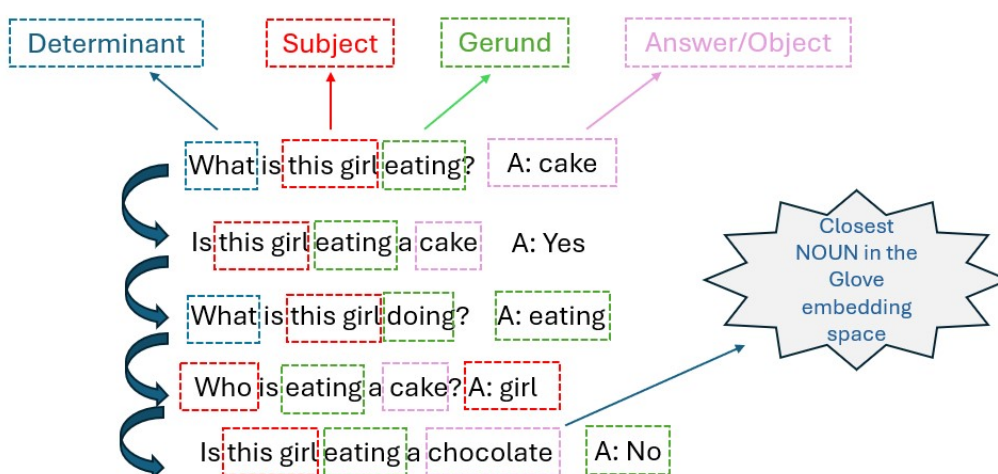 Determinant Subject Gerund Answer/Object
What is this girl eating? A: cake
Is this girl eating a cake A: Yes
What is this girl doing? A: eating
Who is eating a cake? A: girl
Is this girl eating a chocolate A: No
Closest
NOUN in the
Glove
embedding
space